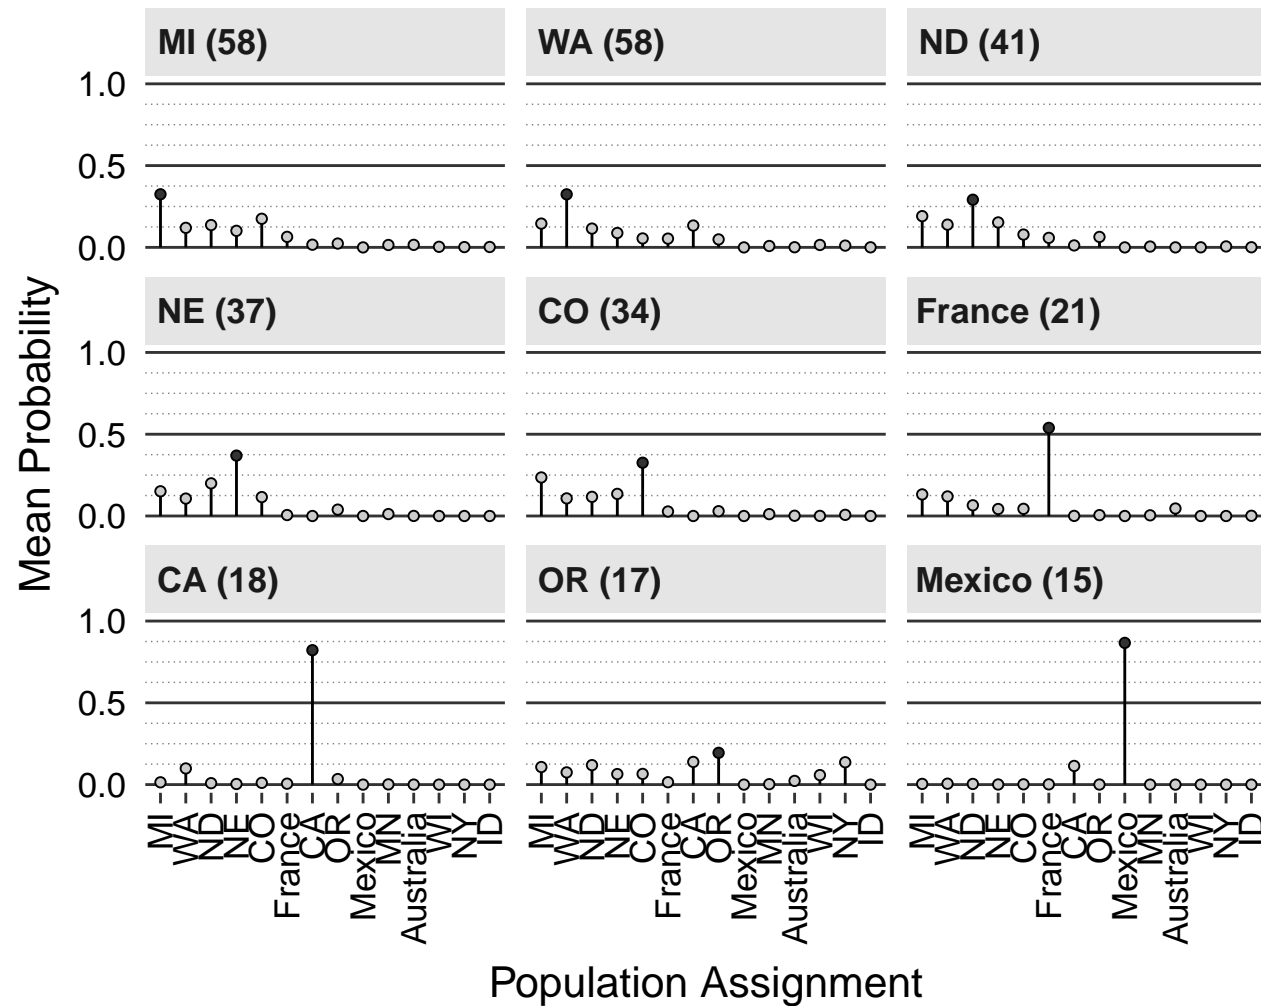 MI (58) WA (58) ND (41)
1.0
0.5
0.0
NE (37) CO (34) France (21)
1.0
0.5
0.0
CA (18) OR (17) Mexico (15)
1.0
0.5
0.0
Mean Probability
MI WA ND NE CO France CA OR Mexico MN Australia WI NY ID MI WA ND NE CO France CA OR Mexico MN Australia WI NY ID MI WA ND NE CO France CA OR Mexico MN Australia WI NY ID
Population Assignment